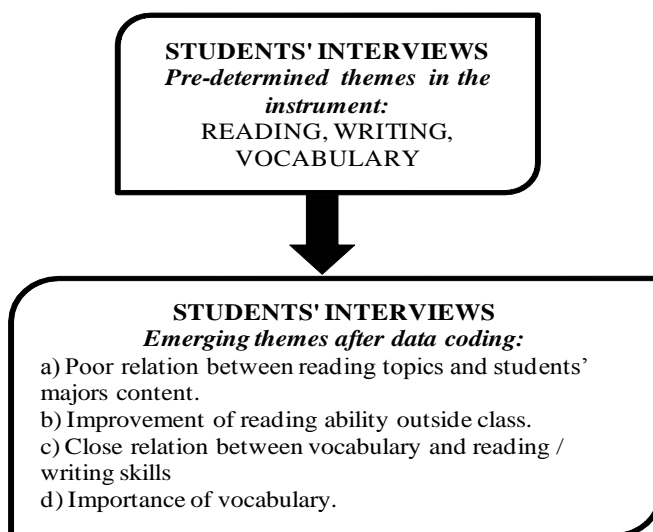 STUDENTS' INTERVIEWS
Pre-determined themes in the
instrument:
READING, WRITING,
VOCABULARY
STUDENTS' INTERVIEWS
Emerging themes after data coding:
a) Poor relation between reading topics and students’
majors content.
b) Improvement of reading ability outside class.
c) Close relation between vocabulary and reading /
writing skills
d) Importance of vocabulary.